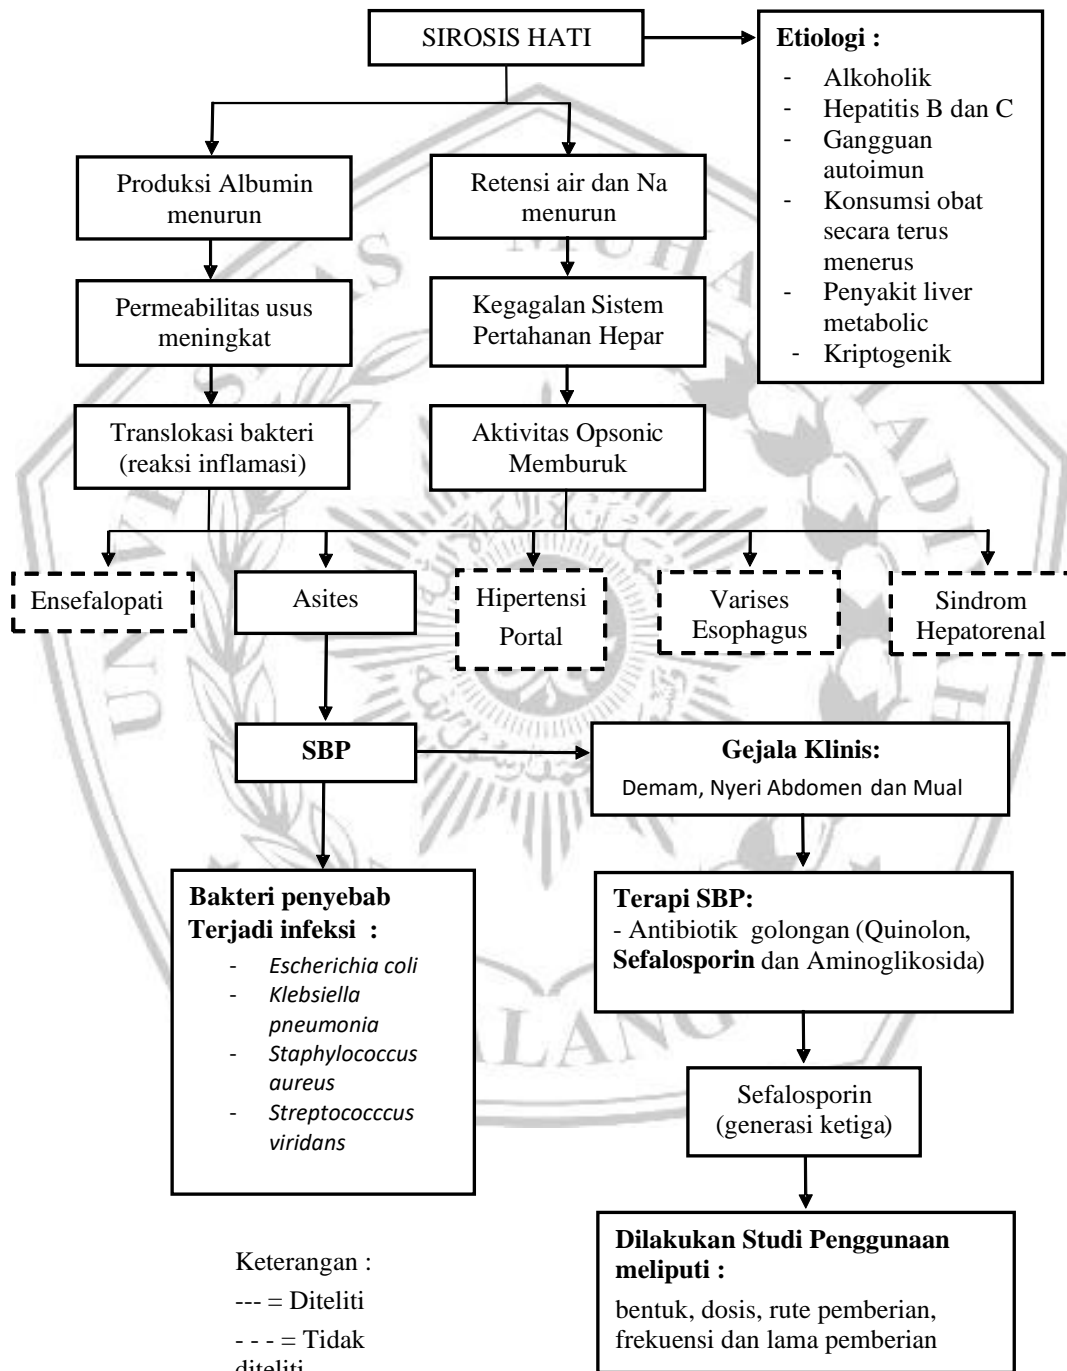 SIROSIS HATI
Etiologi :
- Alkoholik
- Hepatitis B dan C
- Gangguan
autoimun
- Konsumsi obat
secara terus
menerus
- Penyakit liver
metabolic
- Kriptogenik
Produksi Albumin
menurun
Retensi air dan Na
menurun
Permeabilitas usus
meningkat
Kegagalan Sistem
Pertahanan Hepar
Translokasi bakteri
(reaksi inflamasi)
Aktivitas Opsonic
Memburuk
Ensefalopati
Asites
Hipertensi
Portal
Varises
Esophagus
Sindrom
Hepatorenal
SBP
Gejala Klinis:
Demam, Nyeri Abdomen dan Mual
Bakteri penyebab
Terjadi infeksi :
- Escherichia coli
- Klebsiella
pneumonia
- Staphylococcus
aureus
- Streptococccus
viridans
Terapi SBP:
- Antibiotik golongan (Quinolon,
Sefalosporin dan Aminoglikosida)
Sefalosporin
(generasi ketiga)
Dilakukan Studi Penggunaan
meliputi :
bentuk, dosis, rute pemberian,
frekuensi dan lama pemberian
Keterangan :
--- = Diteliti
- - - = Tidak
diteliti
UNIVERSITAS MUHAMMADIYAH
MALANG